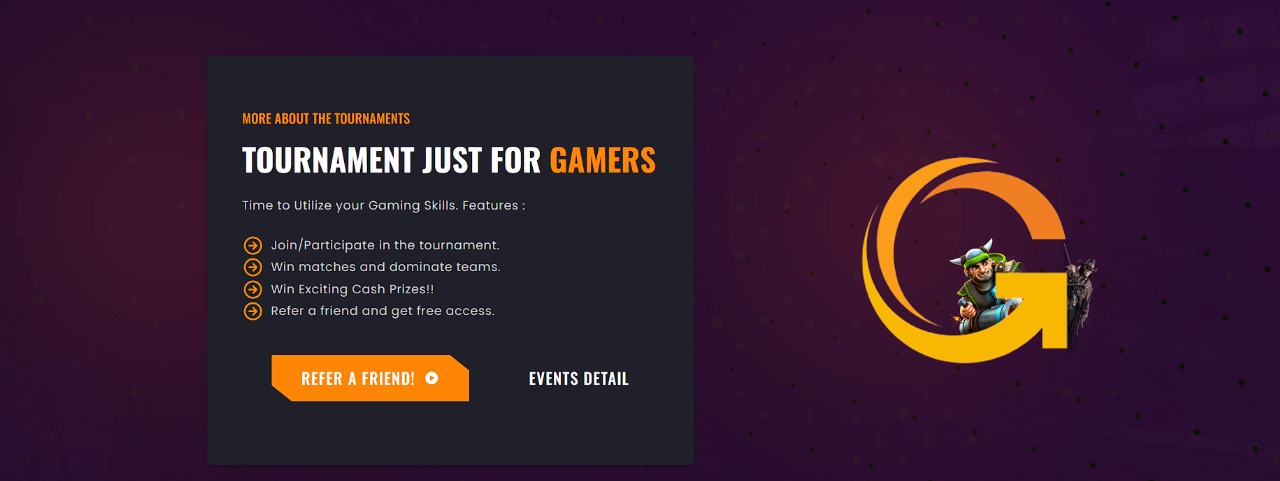 MORE ABOUT THE TOURNAMENTS
TOURNAMENT JUST FOR GAMERS
Time to Utilize your Gaming Skills. Features :
Join/Participate in the tournament.
Win matches and dominate teams.
Win Exciting Cash Prizes!!
Refer a friend and get free access.
REFER A FRIEND! EVENTS DETAIL